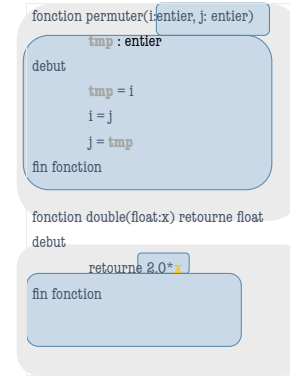 fonction permuter(i:entier, j: entier)
tmp : entier
debut
tmp = i
i = j
j = tmp
fin fonction
fonction double(float:x) retourne float
debut
retourne 2.0*x
fin fonction